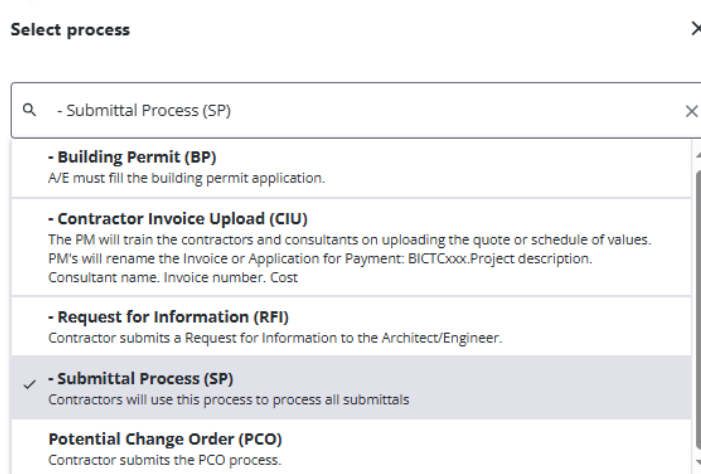 Select process
- Submittal Process (SP)
- Building Permit (BP)
A/E must fill the building permit application.
- Contractor Invoice Upload (CIU)
The PM will train the contractors and consultants on uploading the quote or schedule of values.
PM's will rename the Invoice or Application for Payment: BICTCxxx.Project description.
Consultant name. Invoice number. Cost
- Request for Information (RFI)
Contractor submits a Request for Information to the Architect/Engineer.
- Submittal Process (SP)
Contractors will use this process to process all submittals
Potential Change Order (PCO)
Contractor submits the PCO process.